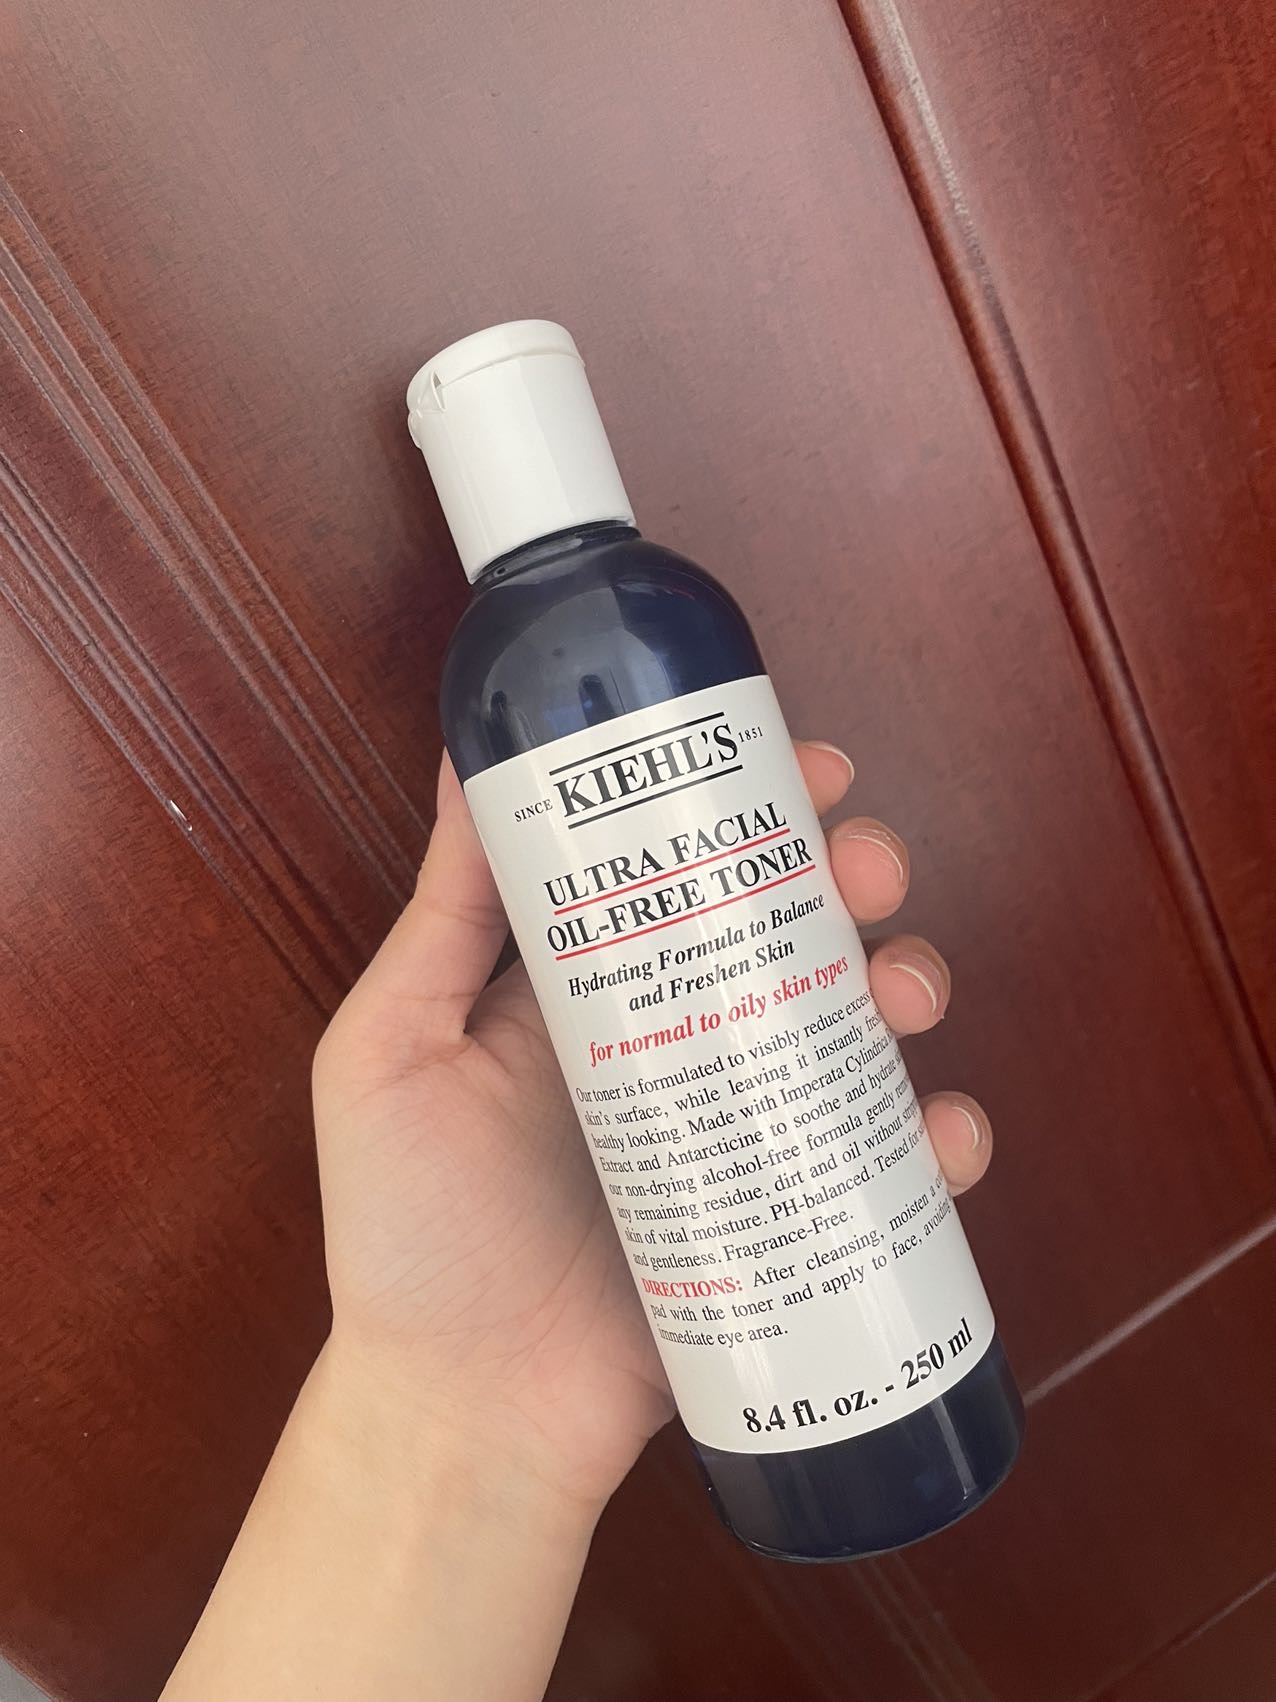 SINCE KIEHL'S 1851
ULTRA FACIAL
OIL-FREE TONER
Hydrating Formula to Balance
and Freshen Skin
for normal to oily skin types
Our toner is formulated to visibly reduce excess
skin's surface, while leaving it instantly
healthy looking. Made with Imperata Cylindrica
Extract and Antarcticine to soothe and hydrate
our non-drying alcohol-free formula gently
any remaining residue, dirt and oil without
skin of vital moisture. PH-balanced. Tested for
and gentleness. Fragrance-Free.
DIRECTIONS: After cleansing, moisten a
pad with the toner and apply to face, avoiding
immediate eye area.
8.4 fl. oz. - 250 ml